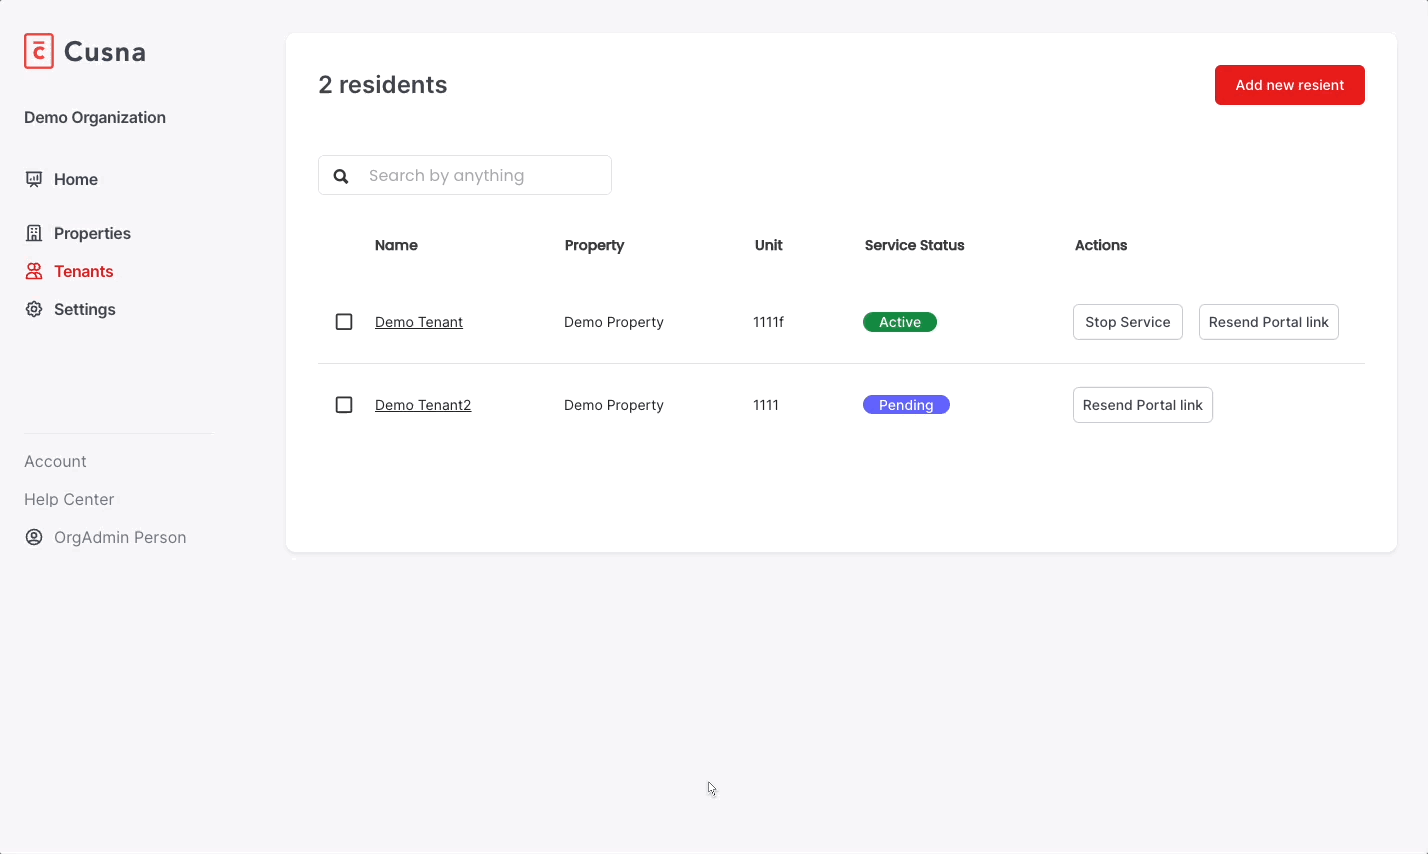 c Cusna
Demo Organization
Home
Properties
Tenants
Settings
Account
Help Center
OrgAdmin Person
2 residents
Add new resient
Search by anything
Name Property Unit Service Status Actions
Demo Tenant Demo Property 1111f Active Stop Service Resend Portal link
Demo Tenant2 Demo Property 1111 Pending Resend Portal link